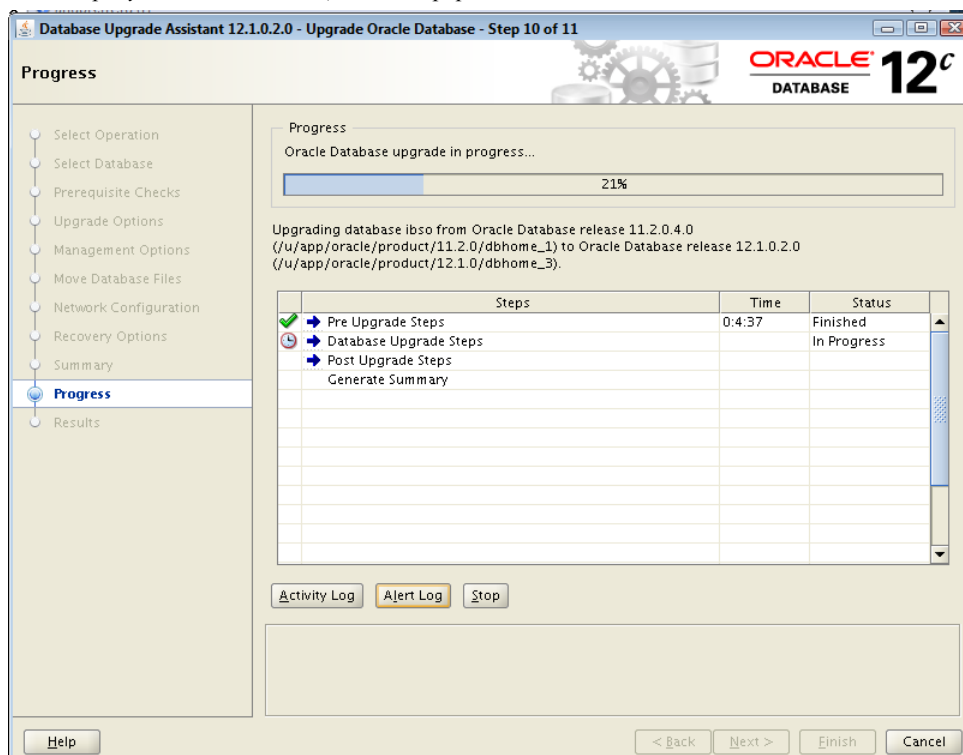 Database Upgrade Assistant 12.1.0.2.0 - Upgrade Oracle Database - Step 10 of 11
Progress
ORACLE
DATABASE
12c
Select Operation
Select Database
Prerequisite Checks
Upgrade Options
Management Options
Move Database Files
Network Configuration
Recovery Options
Summary
Progress
Results
Progress
Oracle Database upgrade in progress...
21%
Upgrading database ibso from Oracle Database release 11.2.0.4.0
(/u/app/oracle/product/11.2.0/dbhome_1) to Oracle Database release 12.1.0.2.0
(/u/app/oracle/product/12.1.0/dbhome_3).
Steps Time Status
Pre Upgrade Steps 0:4:37 Finished
Database Upgrade Steps In Progress
Post Upgrade Steps
Generate Summary
Activity Log Alert Log Stop
Help < Back Next > Finish Cancel